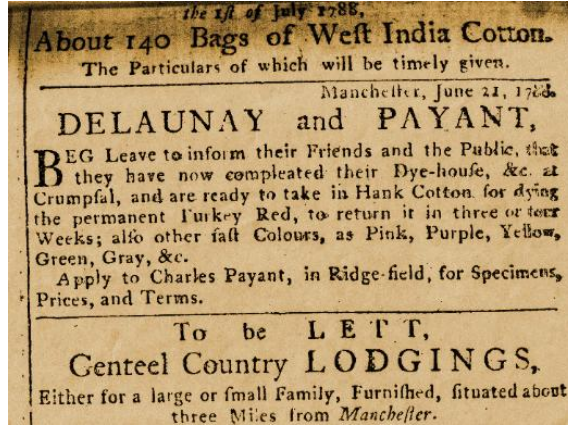 the 1ſt of July 1788,
About 140 Bags of Weſt India Cotton.
The Particulars of which will be timely given.
Mancheſter, June 21, 1788.
DELAUNAY and PAYANT,
BEG Leave to inform their Friends and the Public, that
they have now compleated their Dye-houſe, &c. at
Crumpſal, and are ready to take in Hank Cotton for dying
the permanent Turkey Red, to return it in three or four
Weeks; alſo other faſt Colours, as Pink, Purple, Yellow,
Green, Gray, &c.
Apply to Charles Payant, in Ridge-field, for Specimens,
Prices, and Terms.
To be LETT,
Genteel Country LODGINGS,
Either for a large or ſmall Family, Furniſhed, ſituated about
three Miles from Mancheſter.